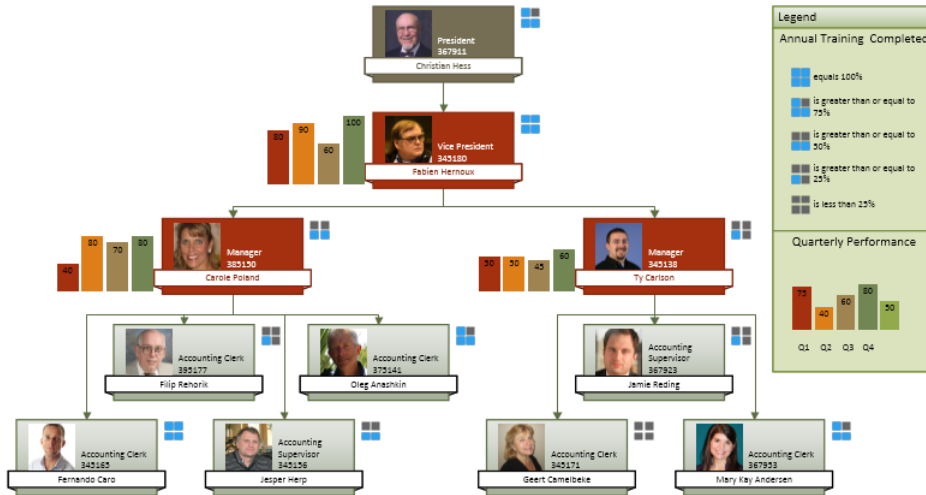 President
367911
Christian Hess
80
90
60
100
Vice President
345180
Fabien Hernoux
40
80
70
80
Manager
385150
Carole Poland
50
50
45
60
Manager
345138
Ty Carlson
Accounting Clerk
395177
Filip Rehorik
Accounting Clerk
375141
Oleg Anashkin
Accounting
Supervisor
367923
Jamie Reding
Accounting Clerk
345165
Fernando Caro
Accounting
Supervisor
345156
Jesper Herp
Accounting Clerk
345171
Geert Camelbeke
Accounting Clerk
367953
Mary Kay Andersen
Legend
Annual Training Completed
equals 100%
is greater than or equal to
75%
is greater than or equal to
50%
is greater than or equal to
25%
is less than 25%
Quarterly Performance
75
40
60
80
50
Q1 Q2 Q3 Q4